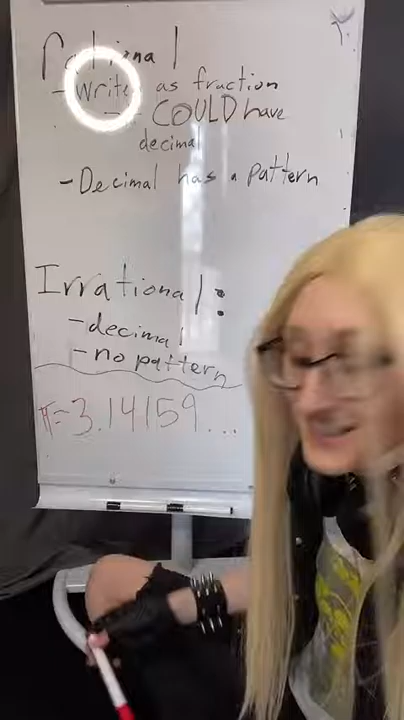 Rational
- Write as fraction
- COULD have
decimal
- Decimal has a pattern
Irrational:
- decimal
- no pattern
π=3.14159...